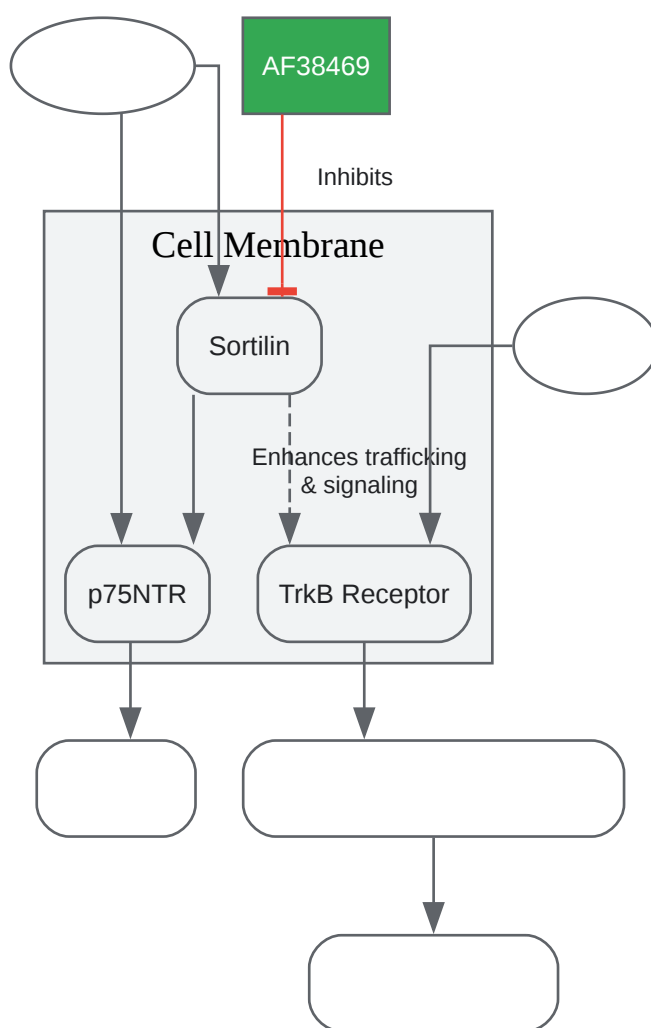 AF38469
Inhibits
Cell Membrane
Sortilin
Enhances trafficking
& signaling
p75NTR
TrkB Receptor